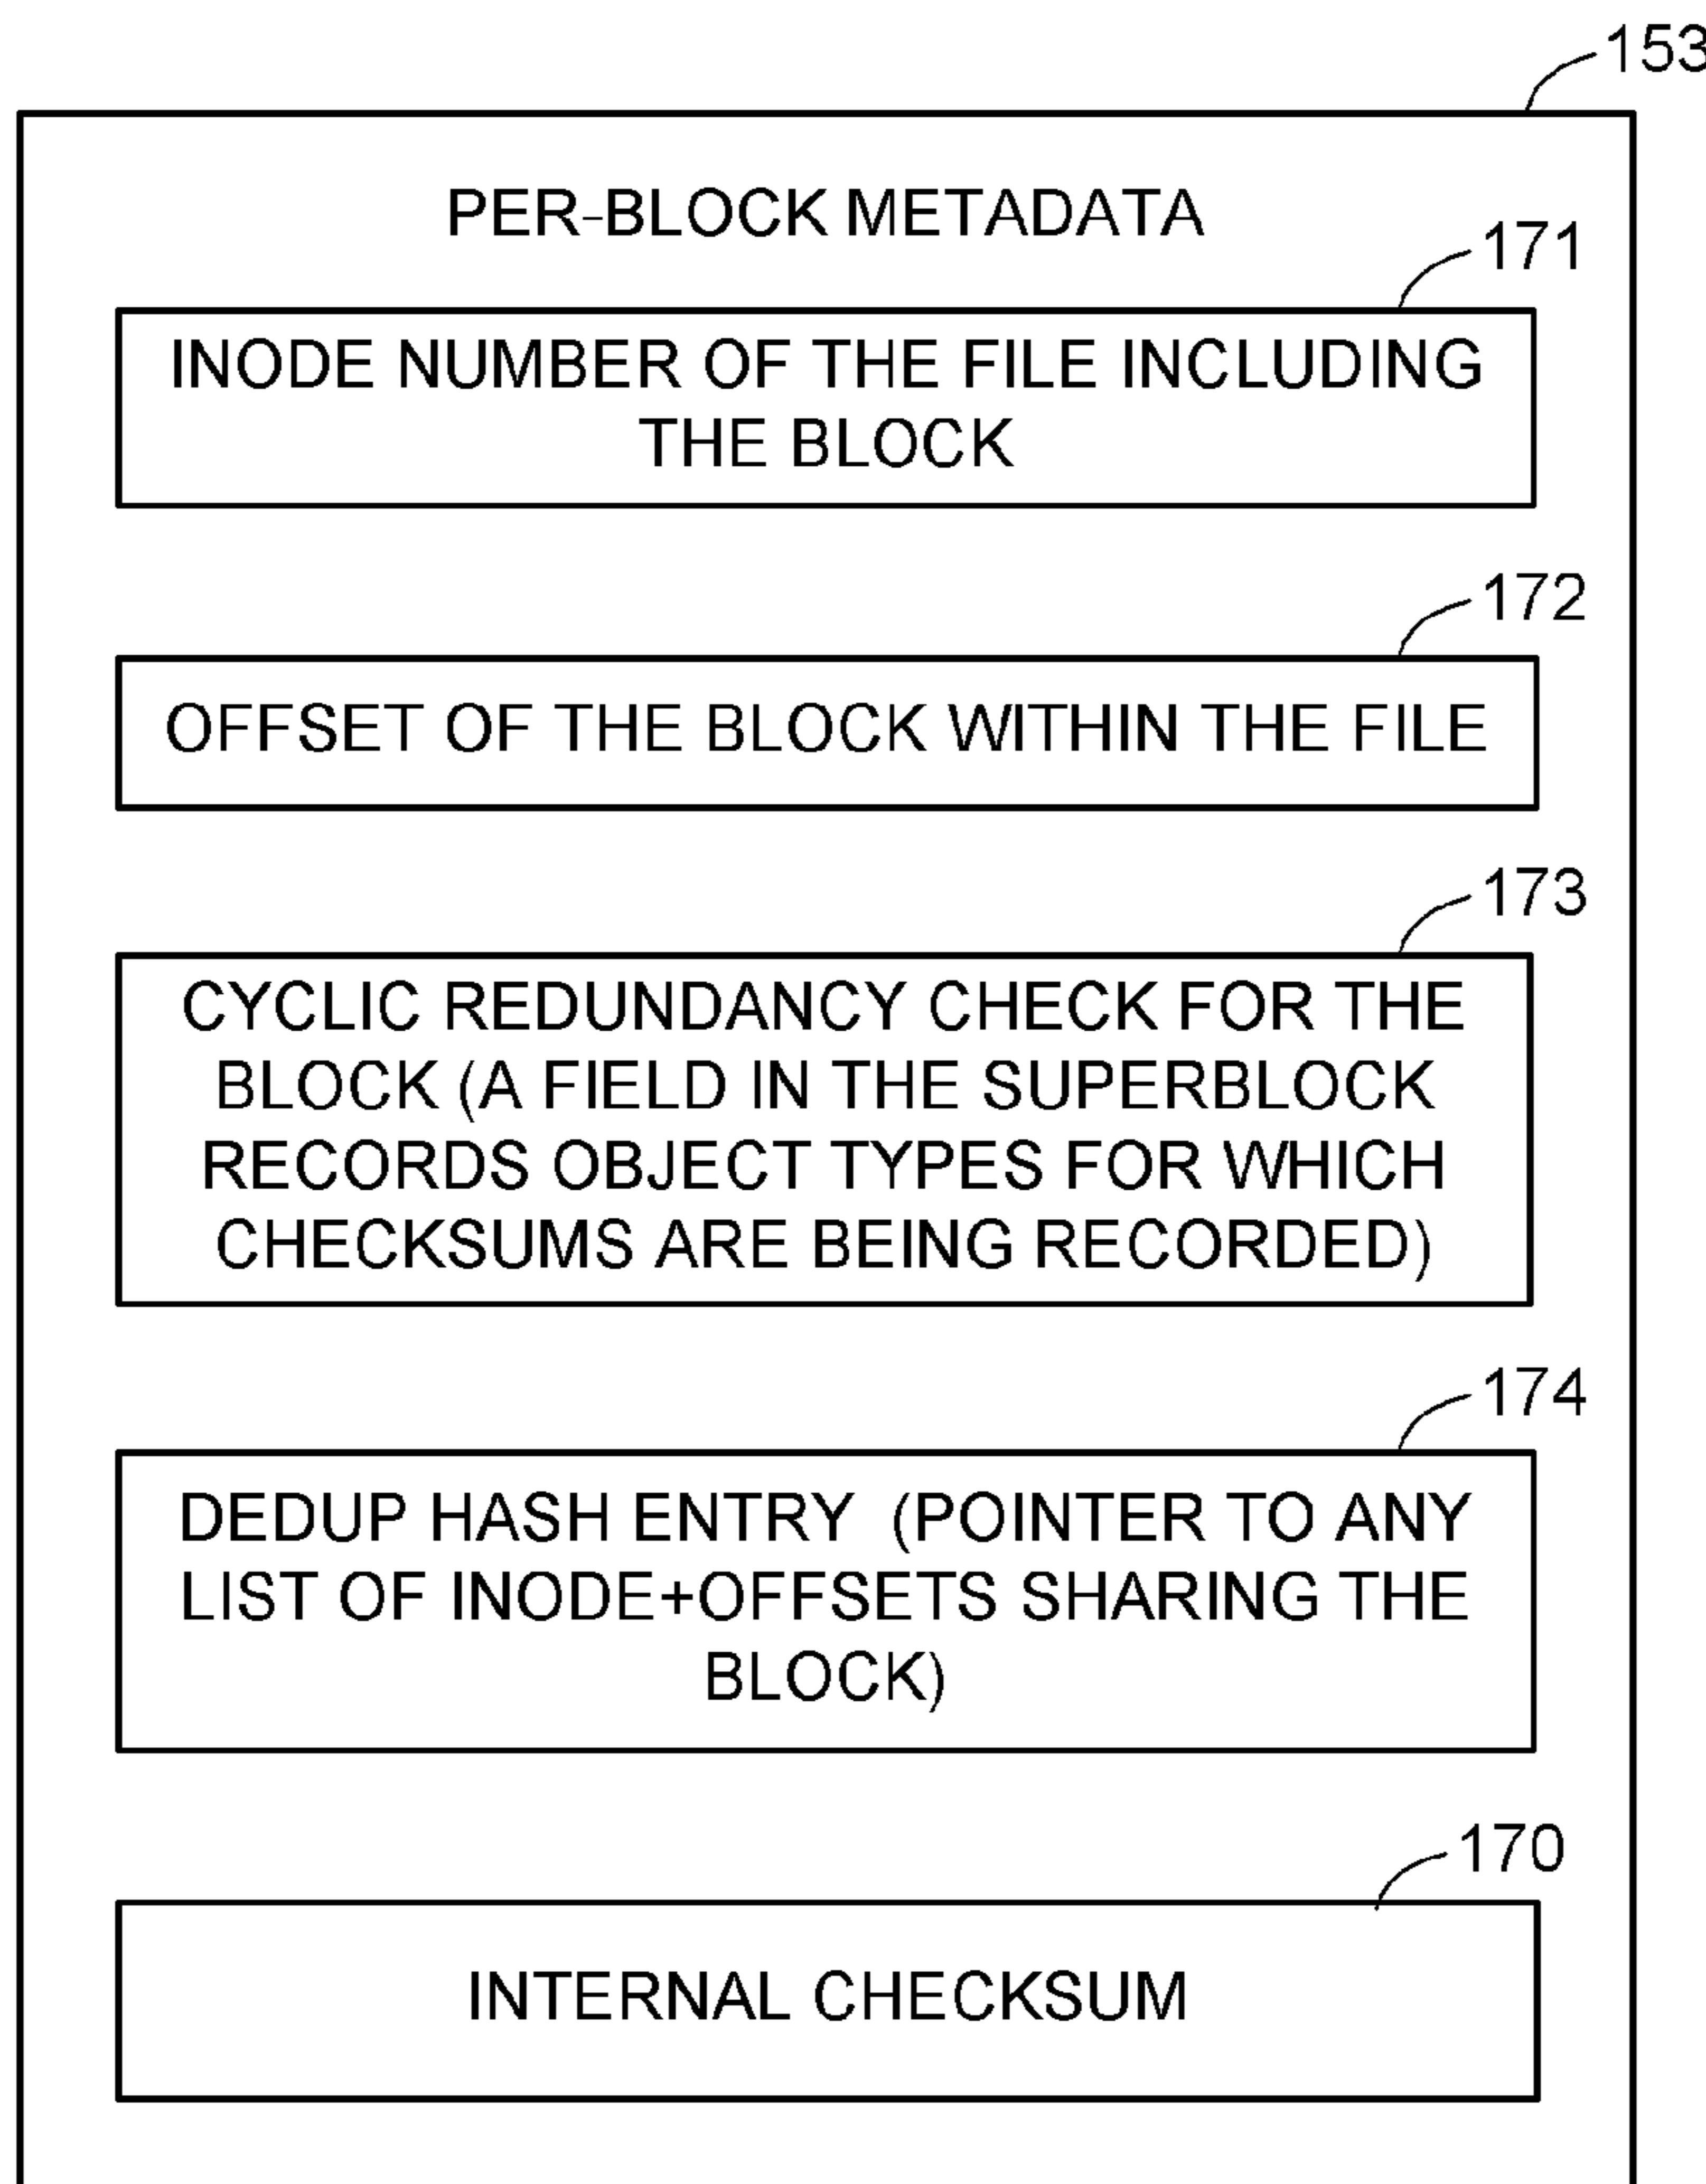 153
PER-BLOCK METADATA
171
INODE NUMBER OF THE FILE INCLUDING
THE BLOCK
172
OFFSET OF THE BLOCK WITHIN THE FILE
173
CYCLIC REDUNDANCY CHECK FOR THE
BLOCK (A FIELD IN THE SUPERBLOCK
RECORDS OBJECT TYPES FOR WHICH
CHECKSUMS ARE BEING RECORDED)
174
DEDUP HASH ENTRY (POINTER TO ANY
LIST OF INODE+OFFSETS SHARING THE
BLOCK)
170
INTERNAL CHECKSUM